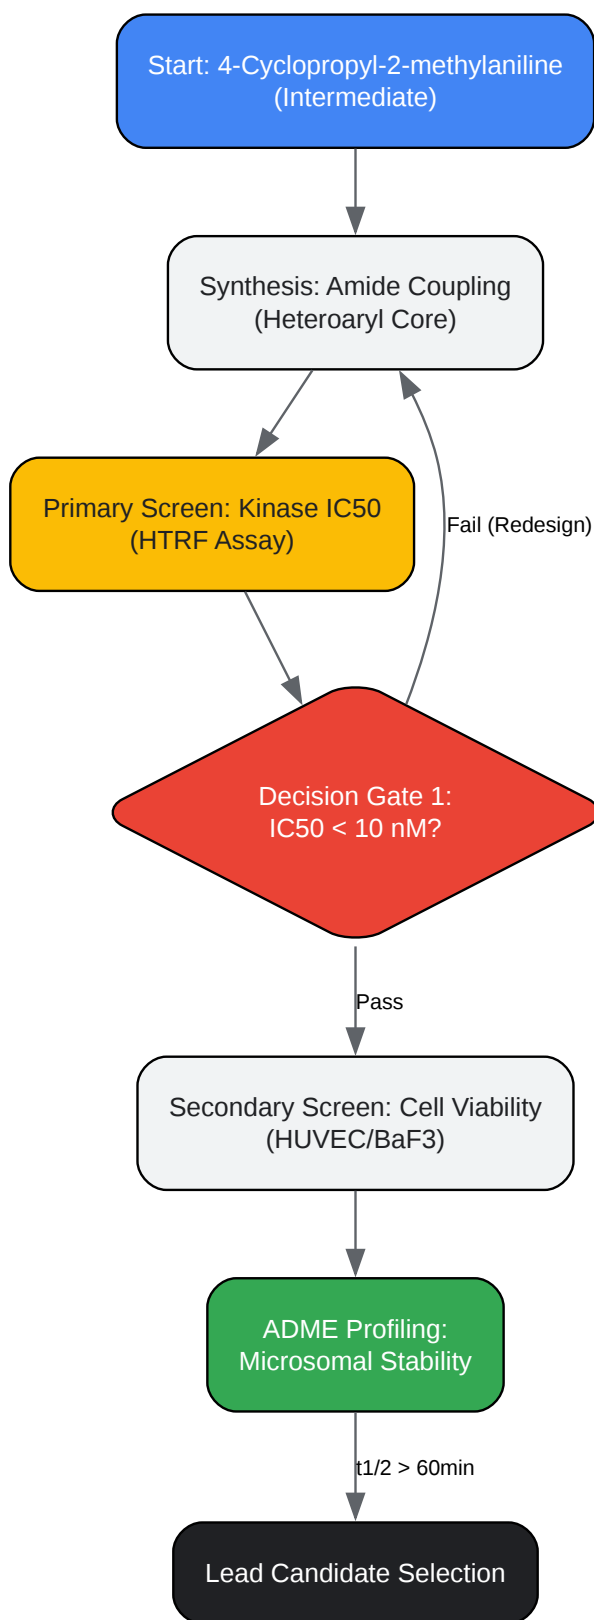 Start: 4-Cyclopropyl-2-methylaniline
(Intermediate)
Synthesis: Amide Coupling
(Heteroaryl Core)
Primary Screen: Kinase IC50
(HTRF Assay)
Fail (Redesign)
Decision Gate 1:
IC50 < 10 nM?
Pass
Secondary Screen: Cell Viability
(HUVEC/BaF3)
ADME Profiling:
Microsomal Stability
t1/2 > 60min
Lead Candidate Selection